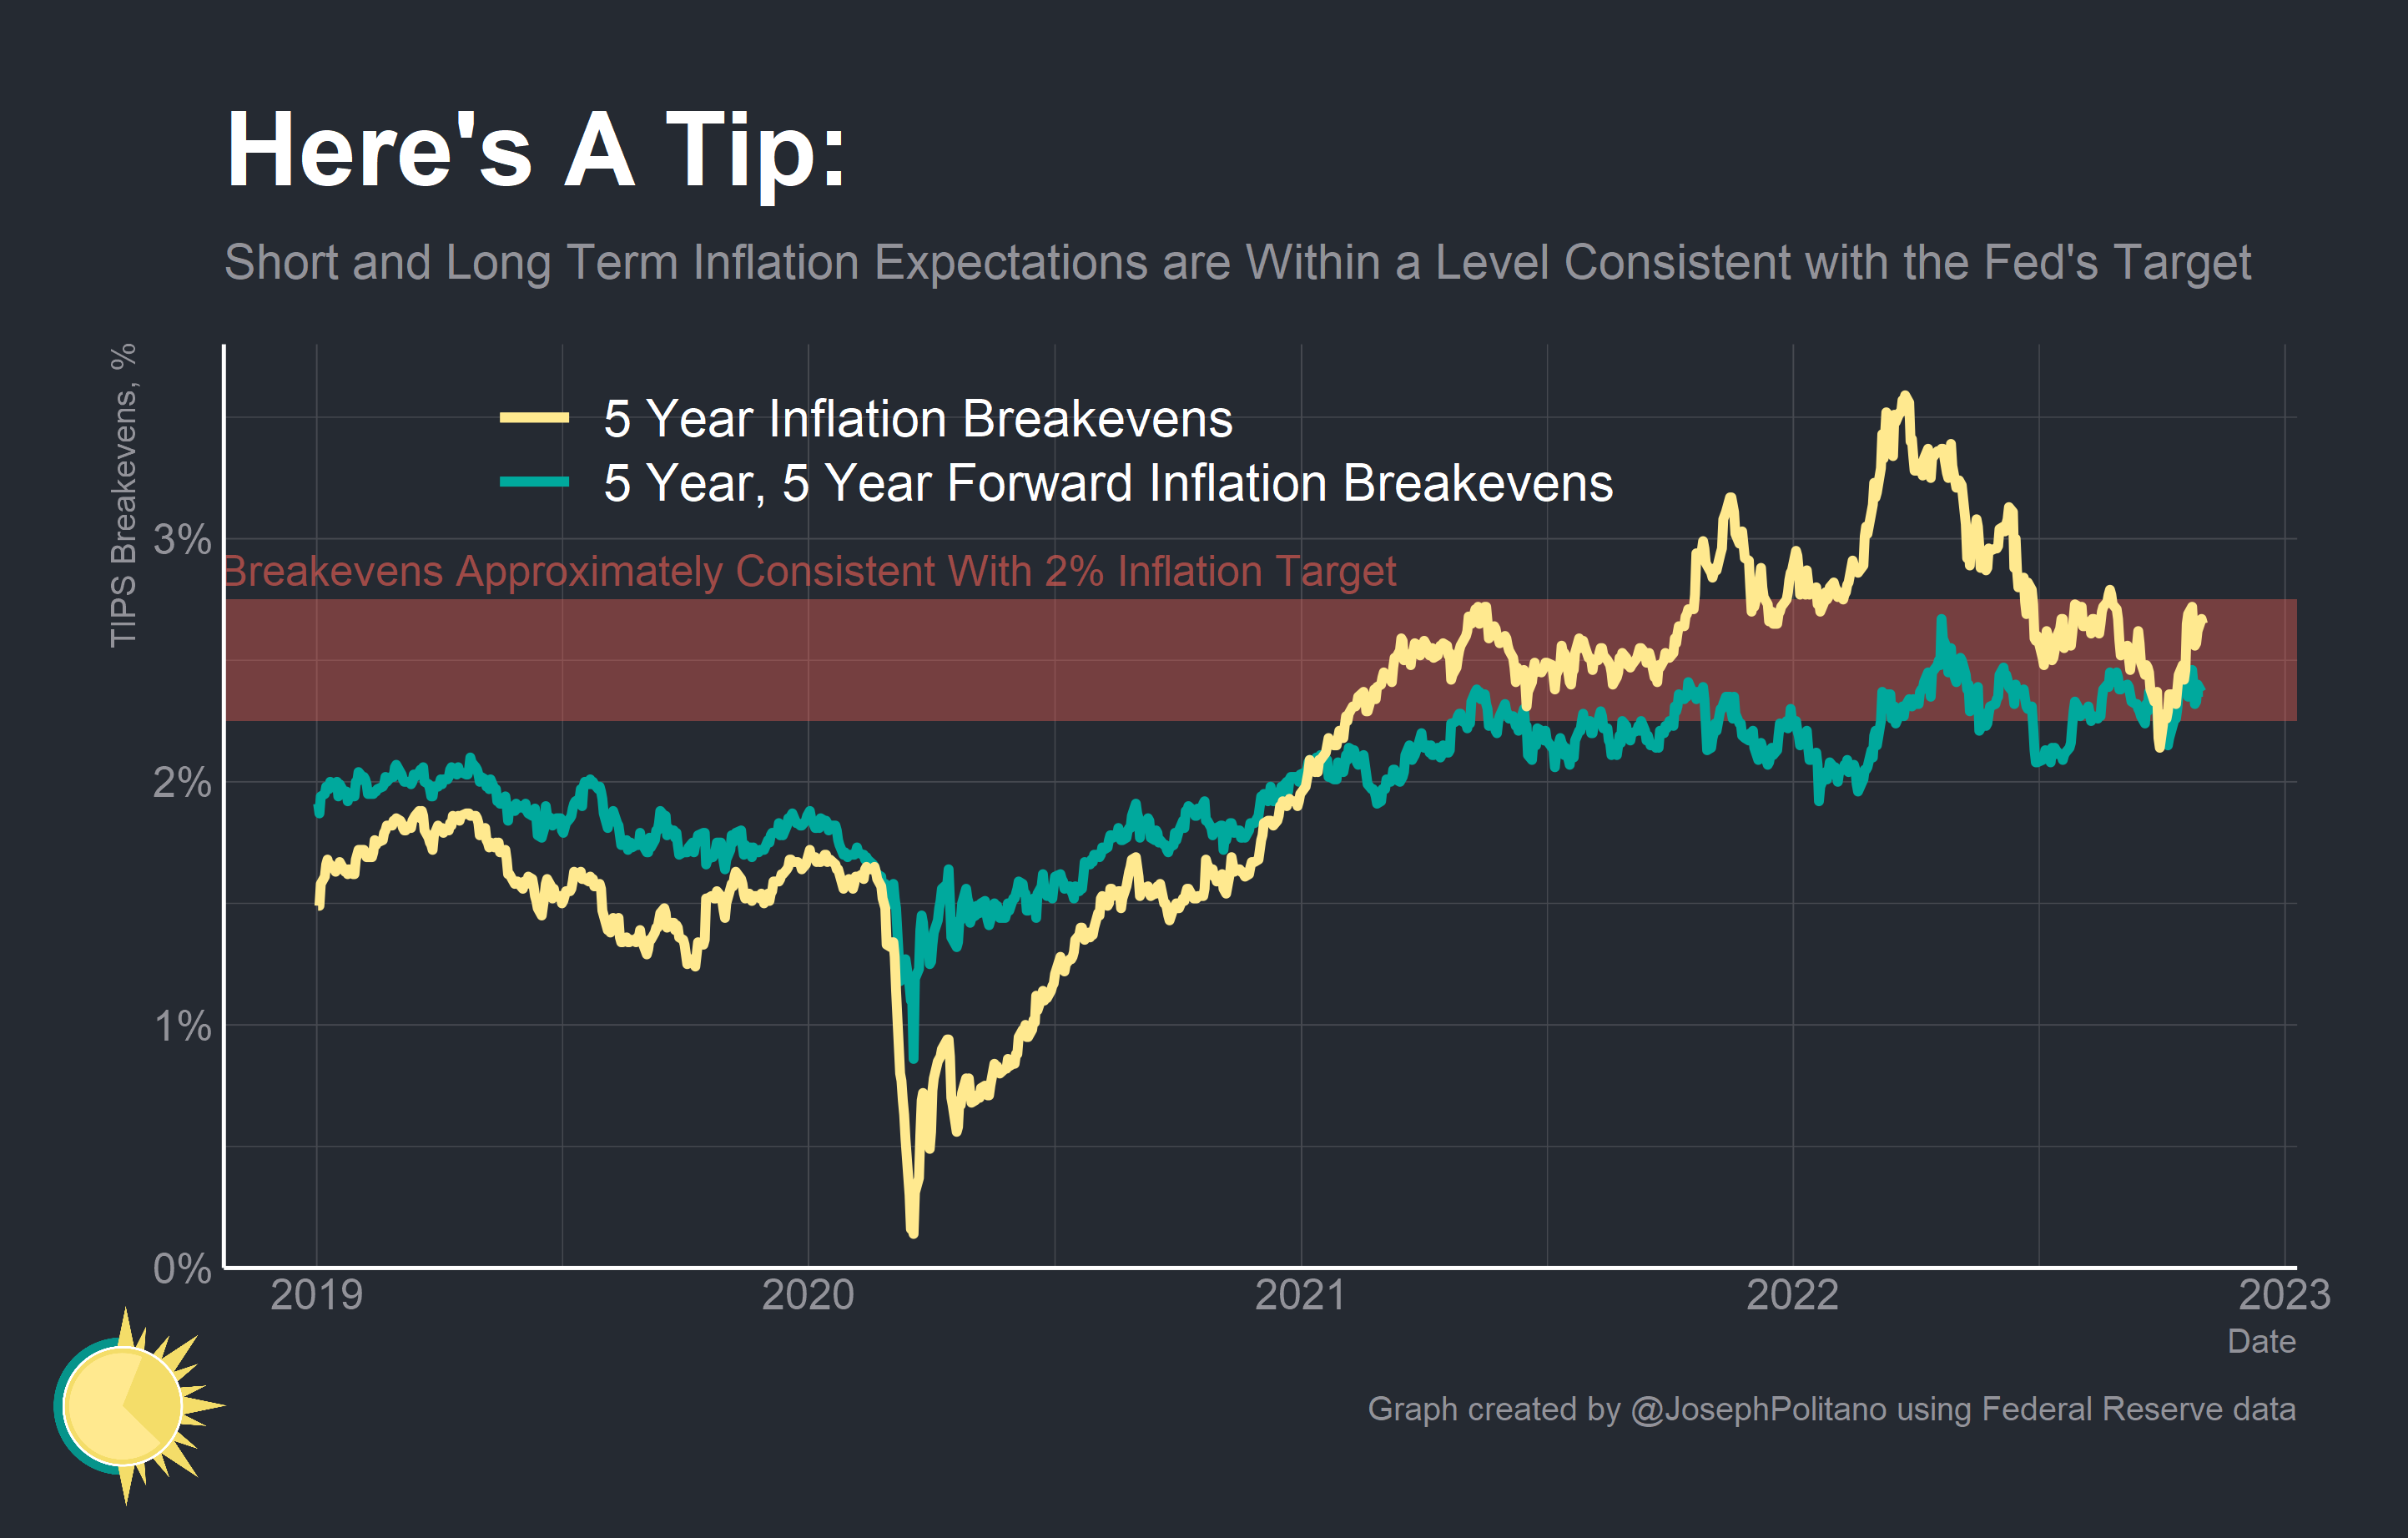 Here's A Tip:
Short and Long Term Inflation Expectations are Within a Level Consistent with the Fed's Target
TIPS Breakevens, %
5 Year Inflation Breakevens
5 Year, 5 Year Forward Inflation Breakevens
3%
Breakevens Approximately Consistent With 2% Inflation Target
2%
1%
0%
2019 2020 2021 2022 2023
Date
Graph created by @JosephPolitano using Federal Reserve data